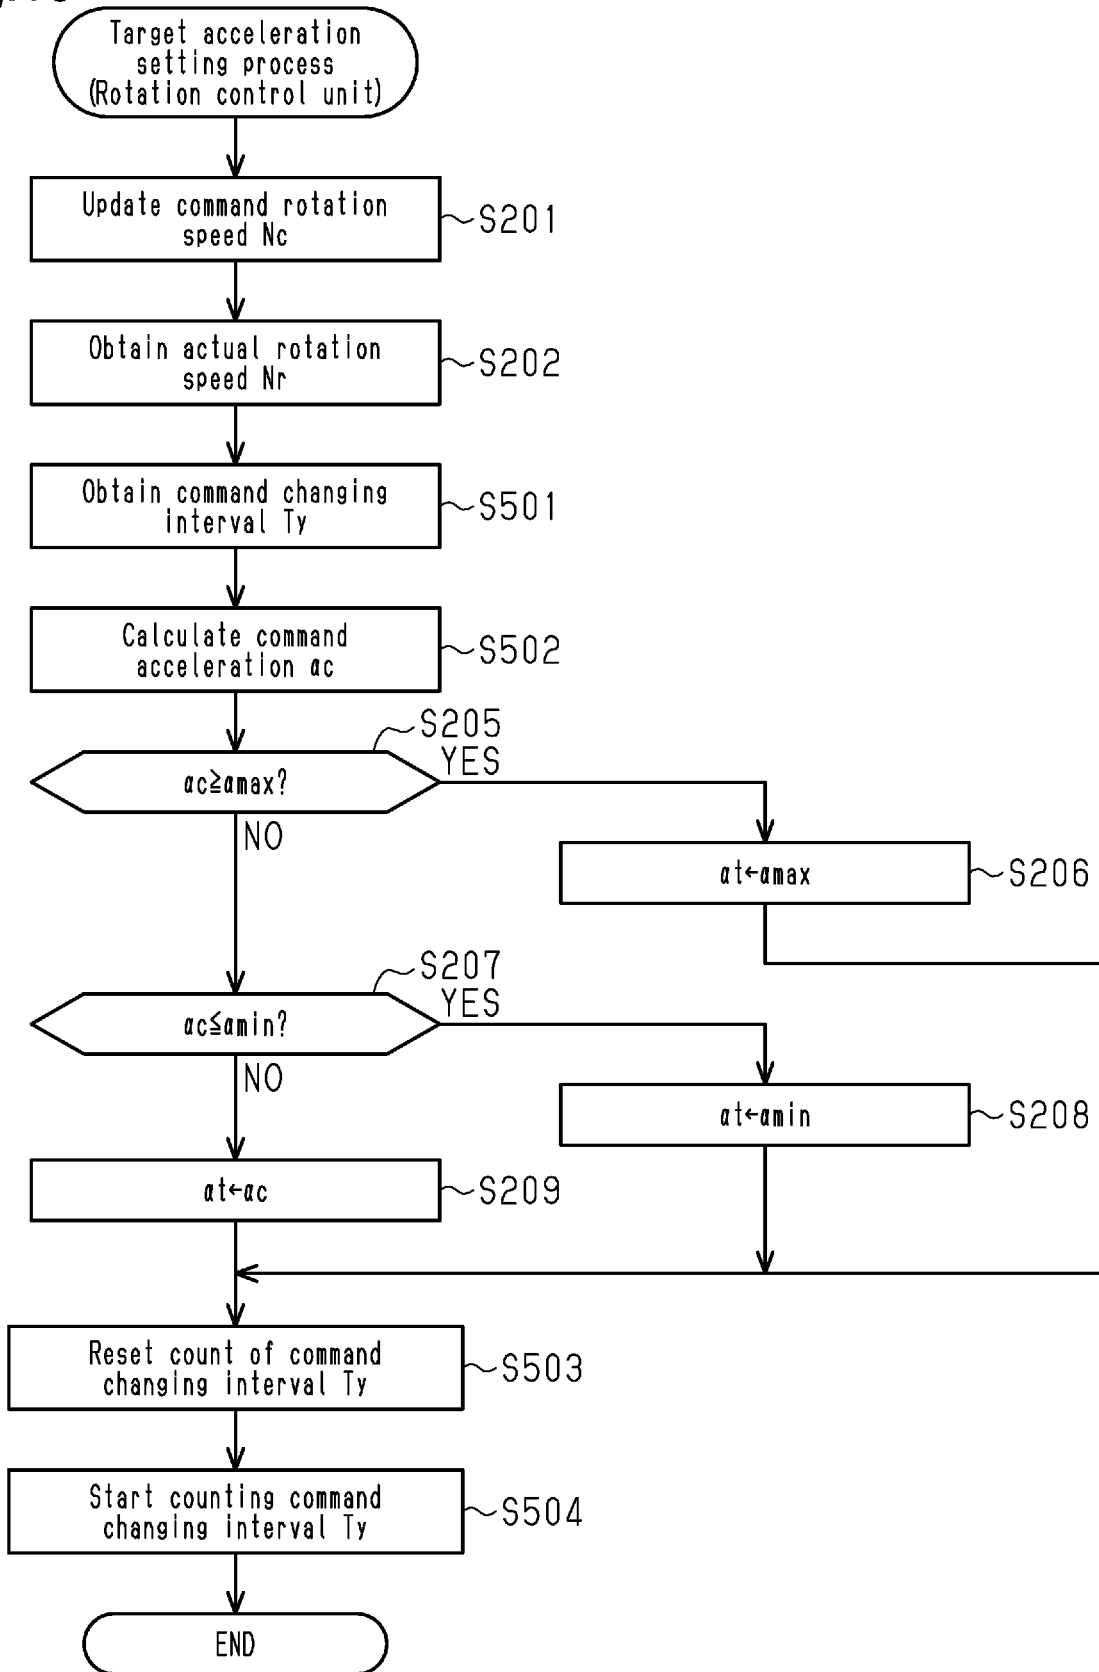 Target acceleration
setting process
(Rotation control unit)
Update command rotation
speed Nc
S201
Obtain actual rotation
speed Nr
S202
Obtain command changing
interval Ty
S501
Calculate command
acceleration αc
S502
S205
αc≧αmax?
YES
NO
αt←αmax
S206
S207
αc≦αmin?
YES
NO
αt←αmin
S208
αt←αc
S209
Reset count of command
changing interval Ty
S503
Start counting command
changing interval Ty
S504
END